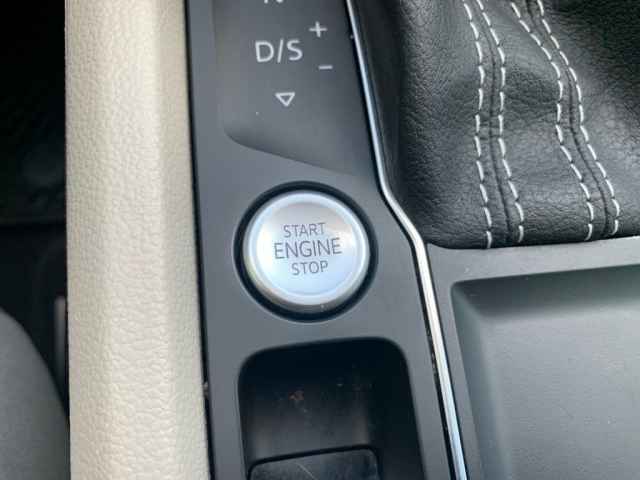 D/S
+
−
START
ENGINE
STOP